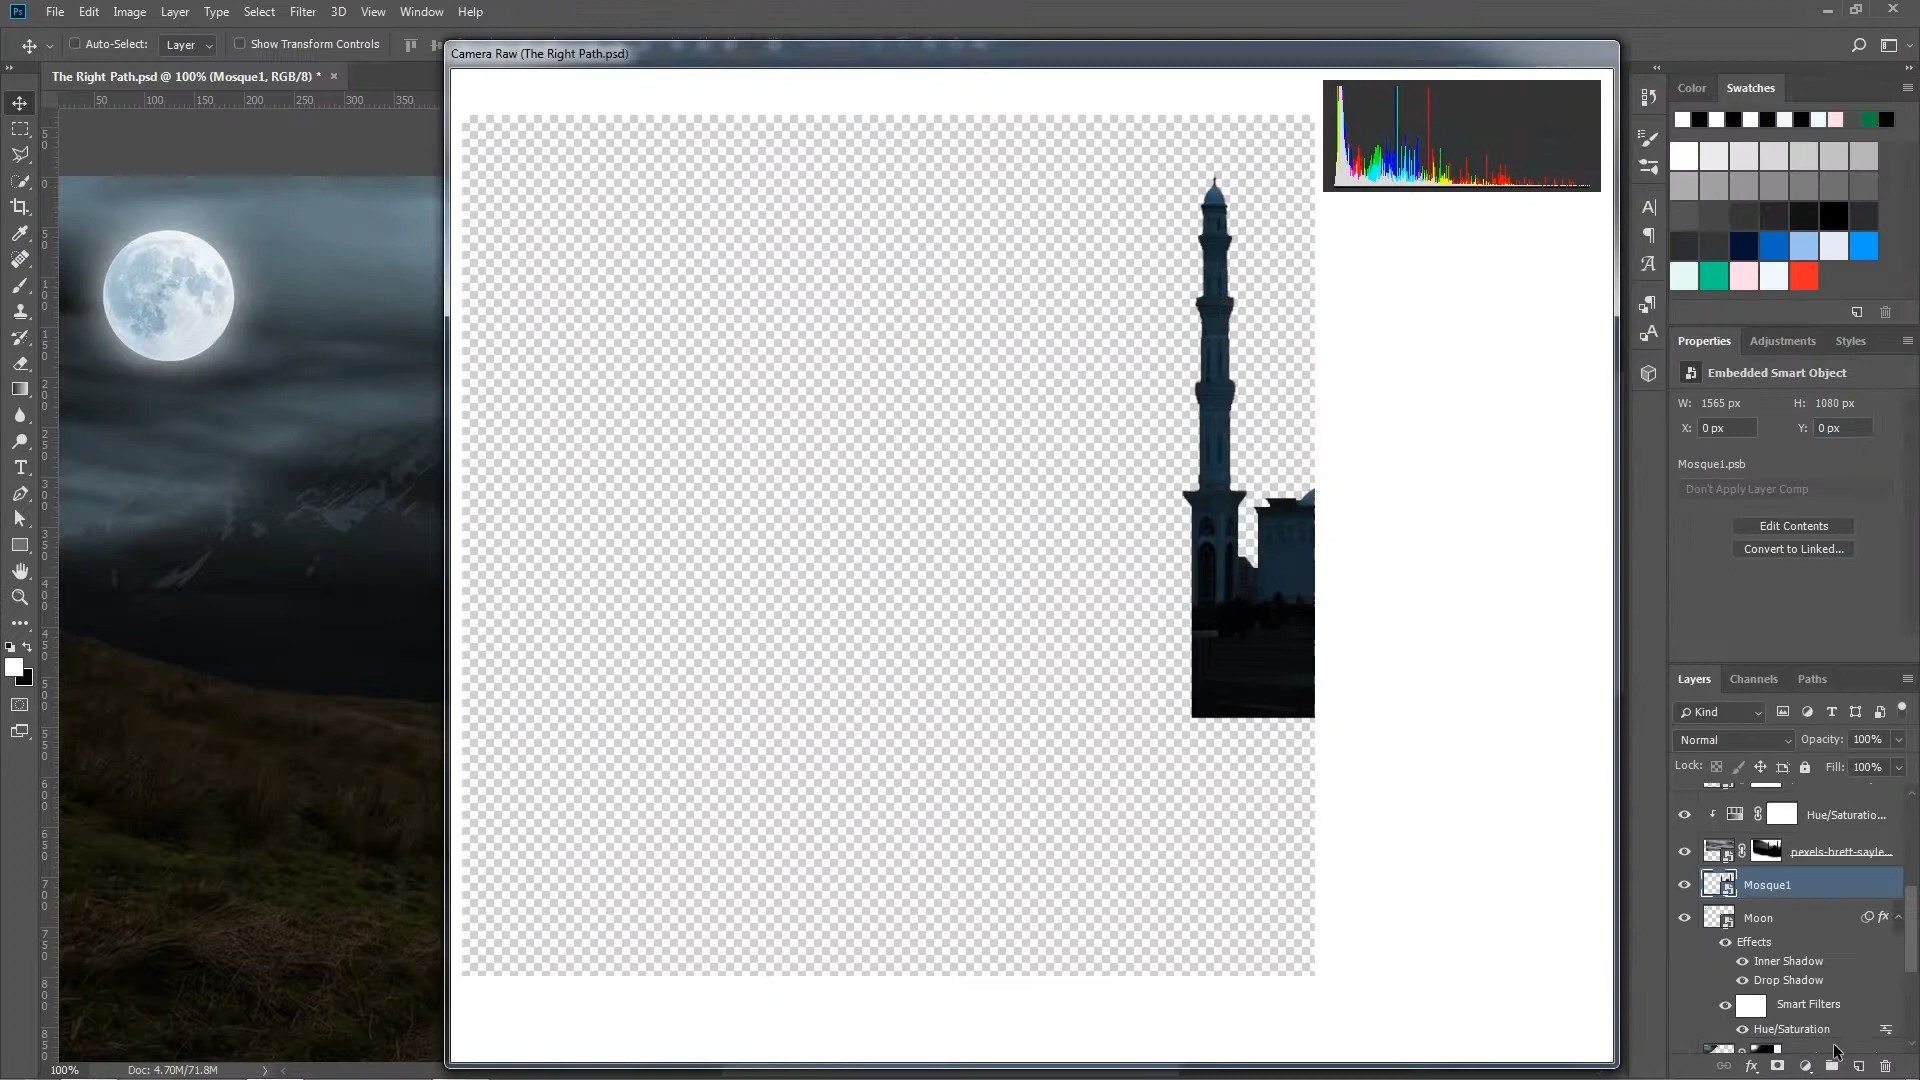 Ps File Edit Image Layer Type Select Filter 3D View Window Help
Auto-Select: Layer Show Transform Controls
Camera Raw (The Right Path.psd)
The Right Path.psd @ 100% (Mosque1, RGB/8) * ×
50 100 150 200 250 300 350
Color Swatches
Properties Adjustments Styles
Embedded Smart Object
W: 1565 px H: 1080 px
X: 0 px Y: 0 px
Mosque1.psb
Don't Apply Layer Comp
Edit Contents
Convert to Linked...
Layers Channels Paths
Kind
Normal Opacity: 100%
Lock: Fill: 100%
Hue/Saturatio...
pexels-brett-sayle...
Mosque1
Moon fx
Effects
Inner Shadow
Drop Shadow
Smart Filters
Hue/Saturation
100% Doc: 4.70M/71.8M